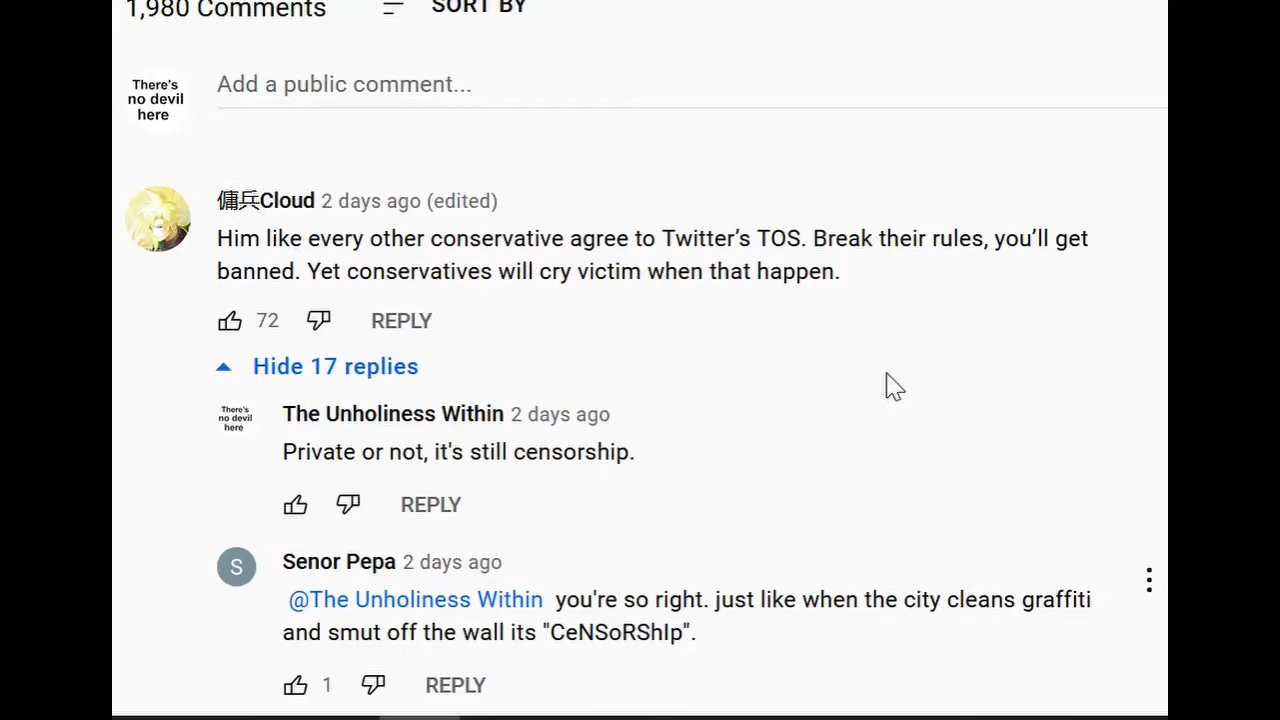 1,980 Comments
SORT BY
There's
no devil
here
Add a public comment...
傭兵Cloud 2 days ago (edited)
Him like every other conservative agree to Twitter’s TOS. Break their rules, you’ll get
banned. Yet conservatives will cry victim when that happen.
72
REPLY
Hide 17 replies
There's
no devil
here
The Unholiness Within 2 days ago
Private or not, it's still censorship.
REPLY
S
Senor Pepa 2 days ago
@The Unholiness Within you're so right. just like when the city cleans graffiti
and smut off the wall its "CeNSoRShIp".
1
REPLY